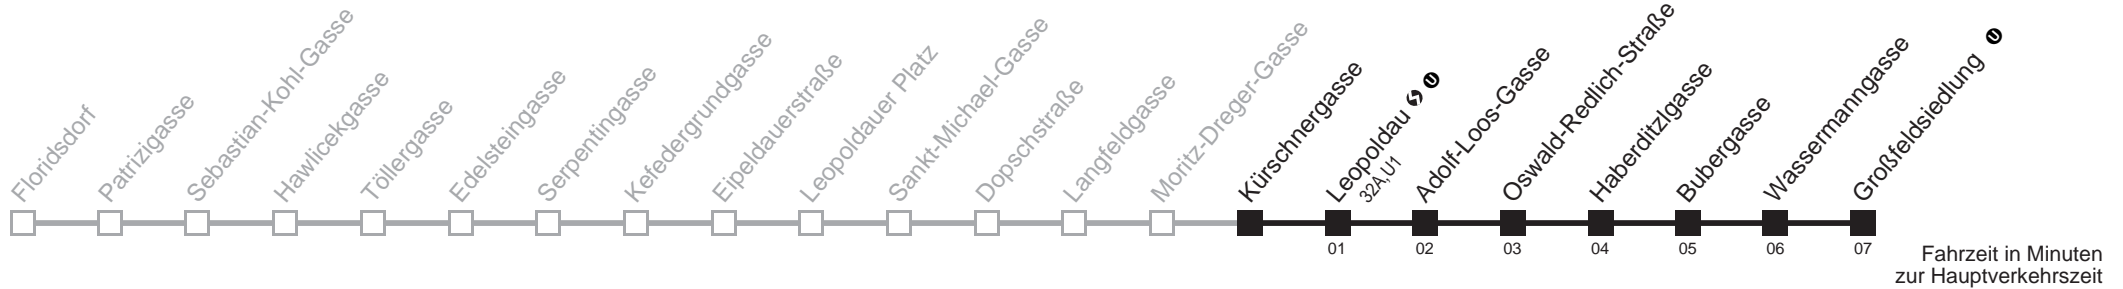 Floridsdorf
Patrizigasse
Sebastian-Kohl-Gasse
Hawlicekgasse
Töllergasse
Edelsteingasse
Serpentingasse
Kefedergrundgasse
Eipeldauerstraße
Leopoldauer Platz
Sankt-Michael-Gasse
Dopschstraße
Langfeldgasse
Moritz-Dreger-Gasse
Kürschnergasse
Leopoldau S U
32A,U1
Adolf-Loos-Gasse
Oswald-Redlich-Straße
Haberditzlgasse
Bubergasse
Wassermanngasse
Großfeldsiedlung U
01 02 03 04 05 06 07
Fahrzeit in Minuten
zur Hauptverkehrszeit